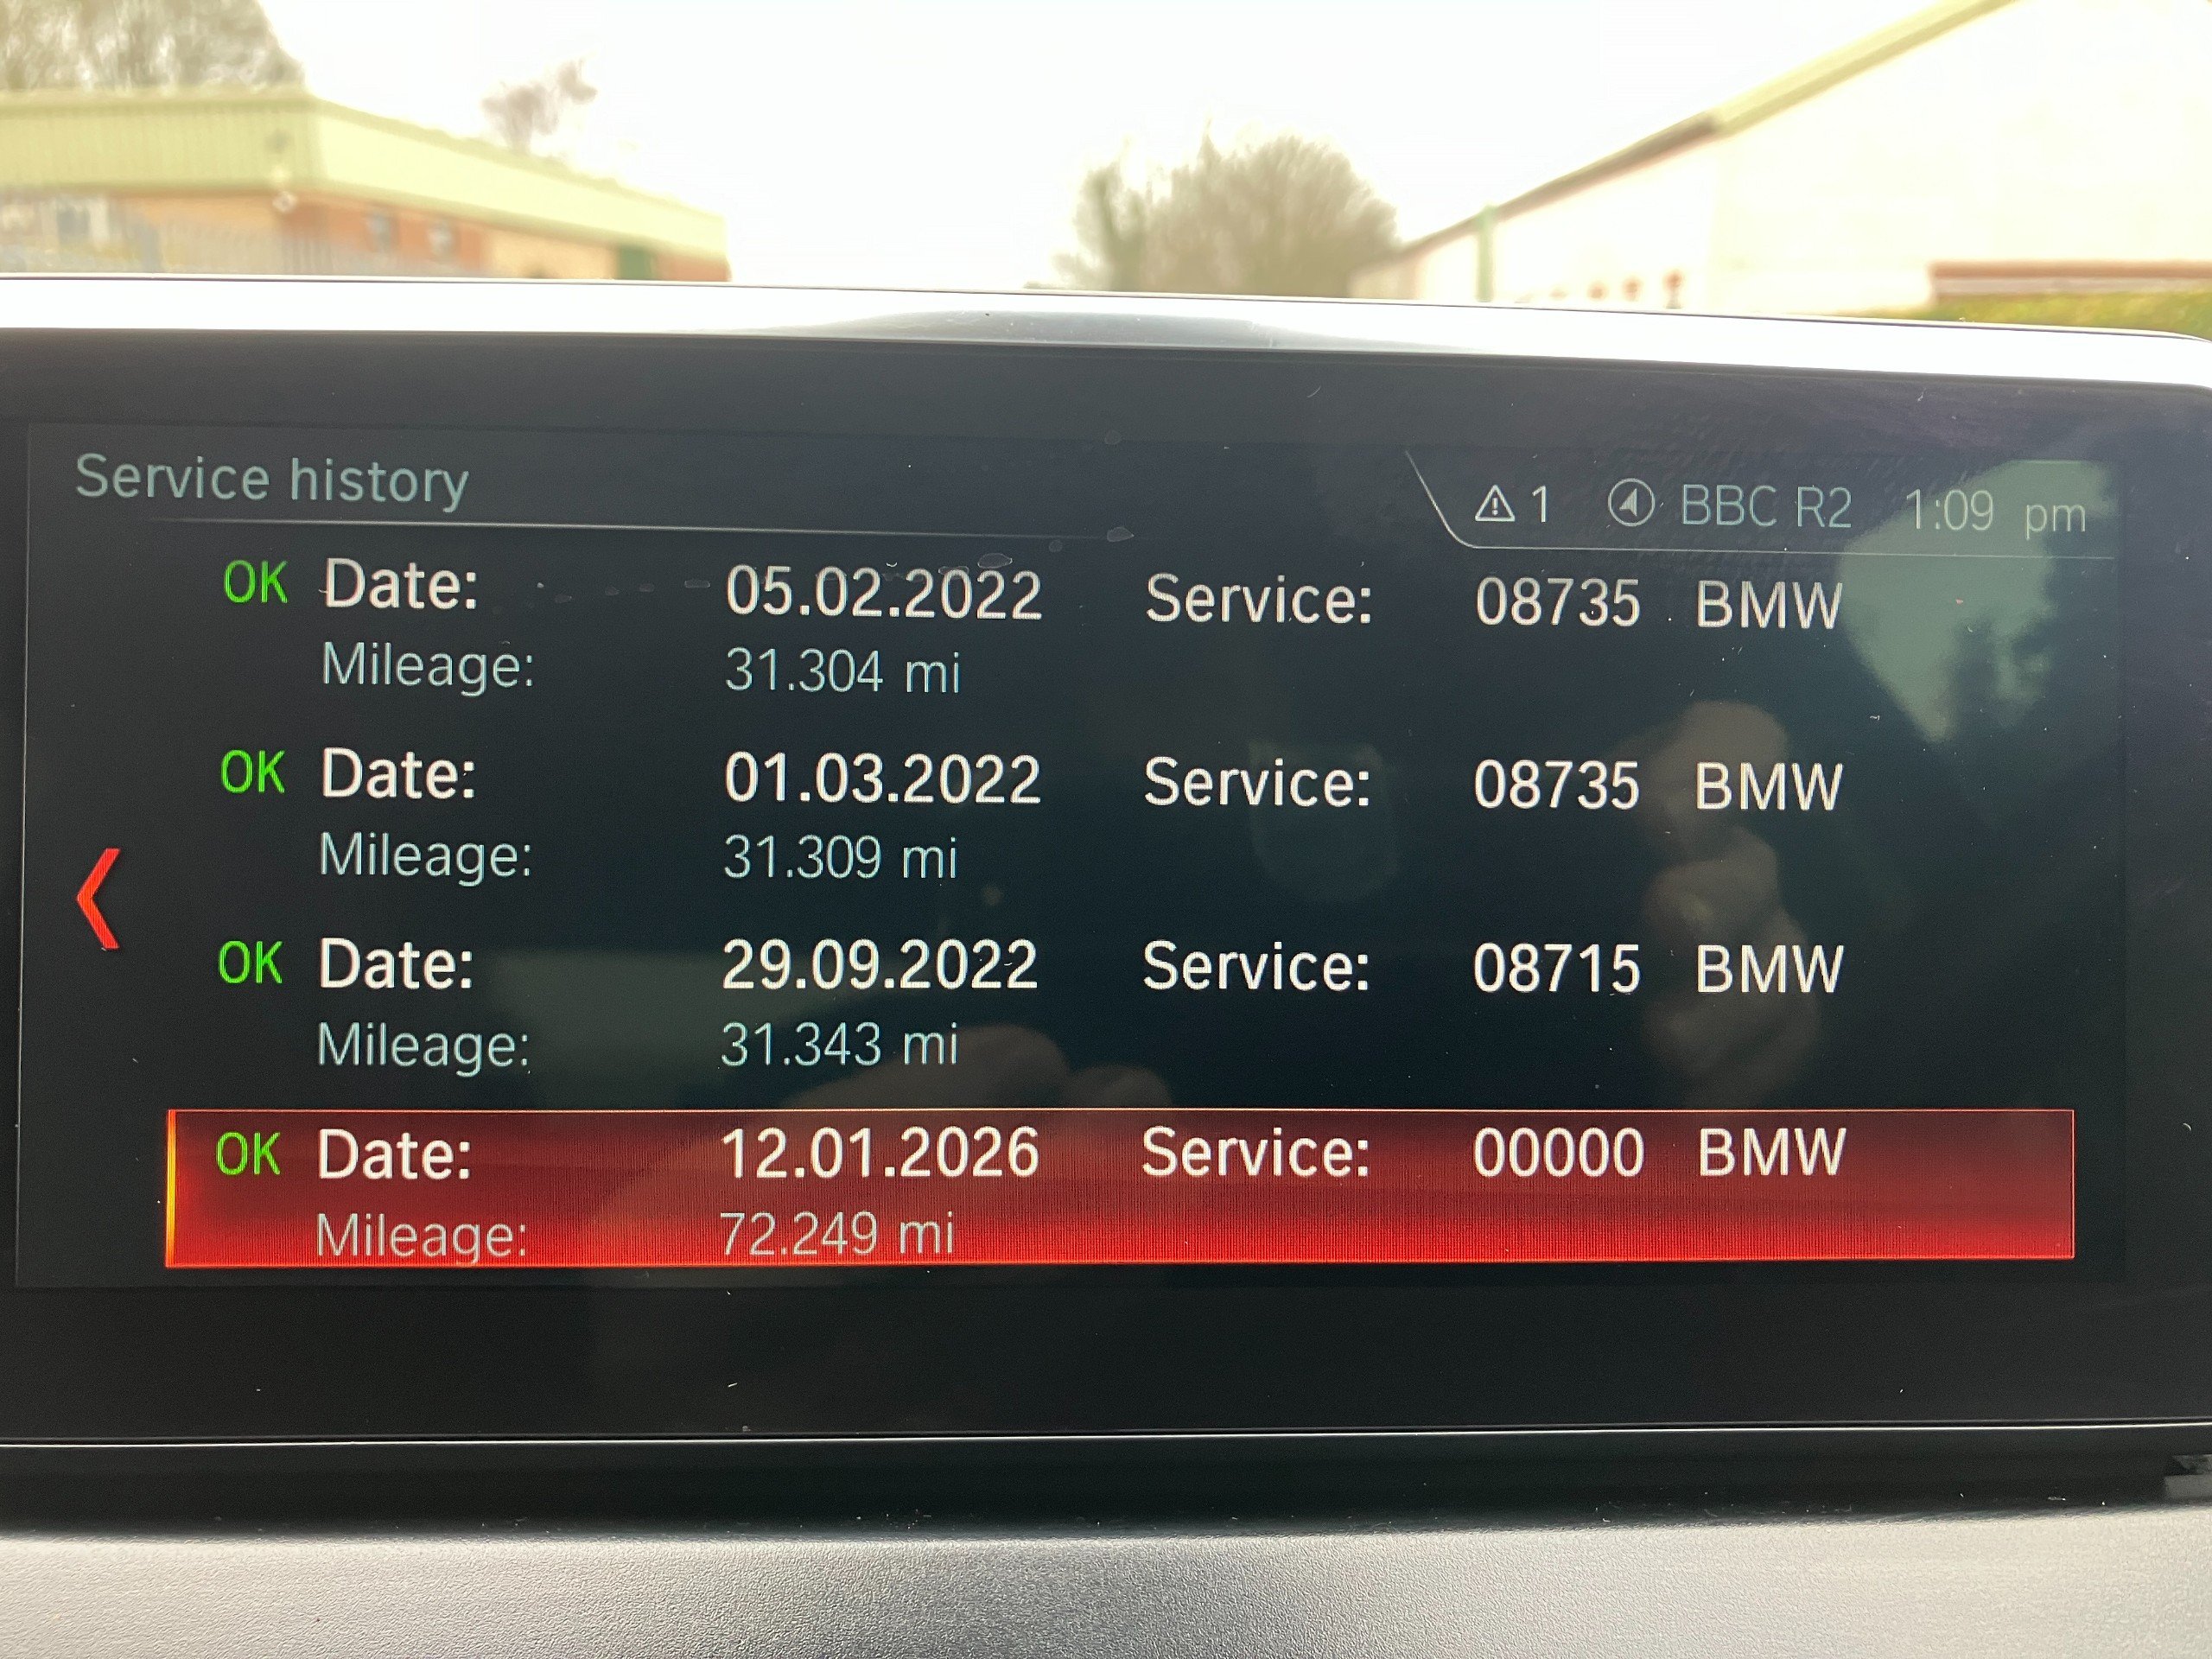 Service history
1 BBC R2 1:09 pm
OK Date: 05.02.2022 Service: 08735 BMW
Mileage: 31.304 mi
OK Date: 01.03.2022 Service: 08735 BMW
Mileage: 31.309 mi
OK Date: 29.09.2022 Service: 08715 BMW
Mileage: 31.343 mi
OK Date: 12.01.2026 Service: 00000 BMW
Mileage: 72.249 mi